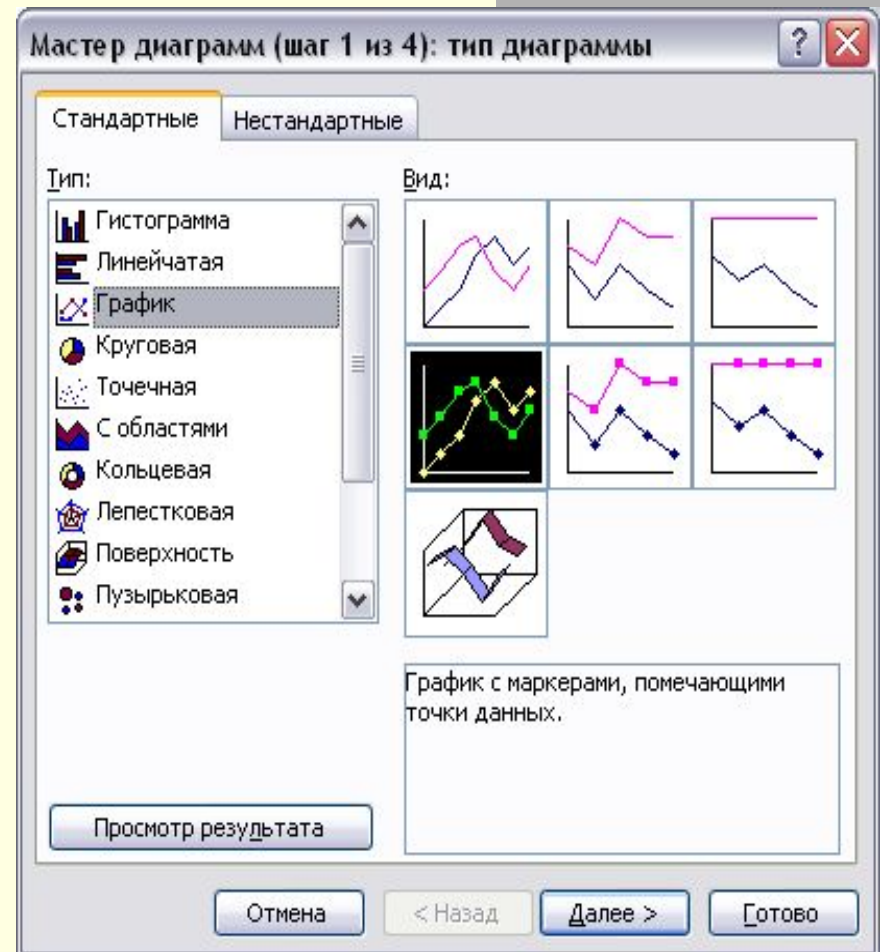 Мастер диаграмм (шаг 1 из 4): тип диаграммы
Стандартные
Нестандартные
Тип:
Вид:
Гистограмма
Линейчатая
График
Круговая
Точечная
С областями
Кольцевая
Лепестковая
Поверхность
Пузырьковая
График с маркерами, помечающими
точки данных.
Просмотр результата
Отмена
< Назад
Далее >
Готово